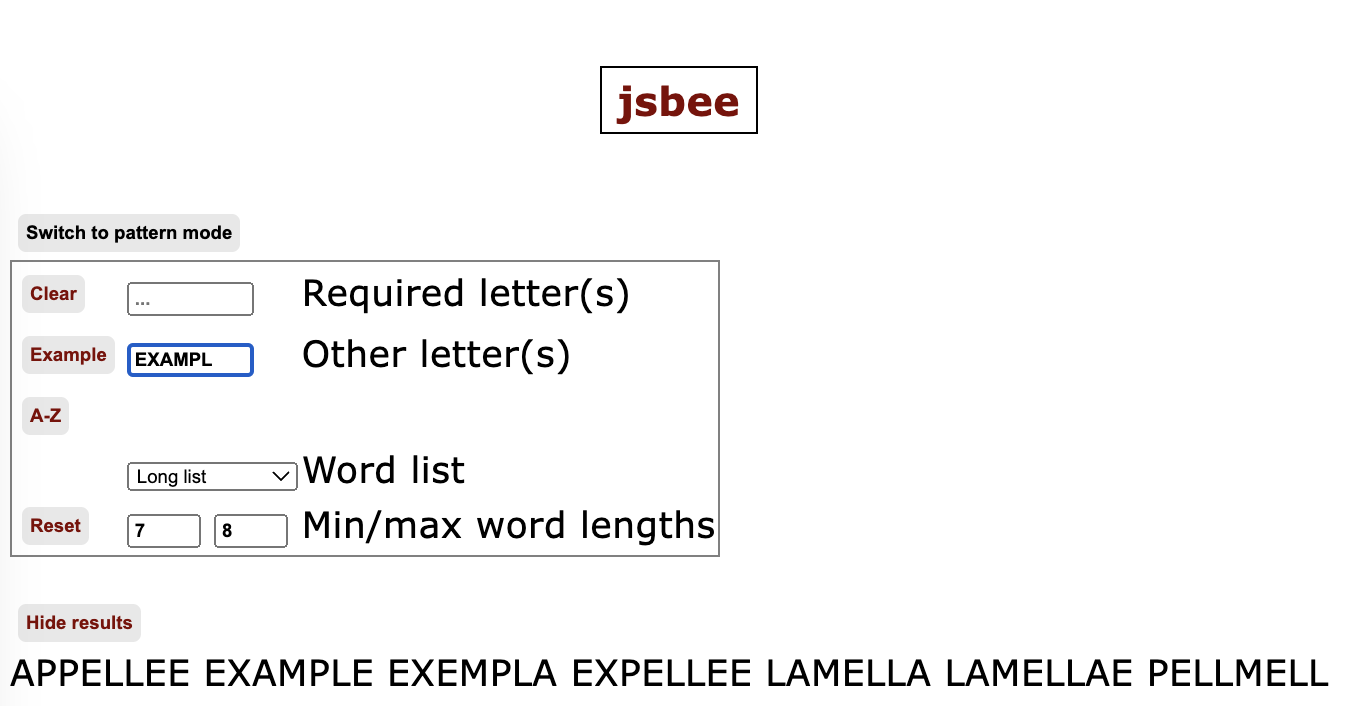 jsbee
Switch to pattern mode
Clear ... Required letter(s)
Example EXAMPL Other letter(s)
A-Z
Long list Word list
Reset 7 8 Min/max word lengths
Hide results
APPELLEE EXAMPLE EXEMPLA EXPELLEE LAMELLA LAMELLAE PELLMELL